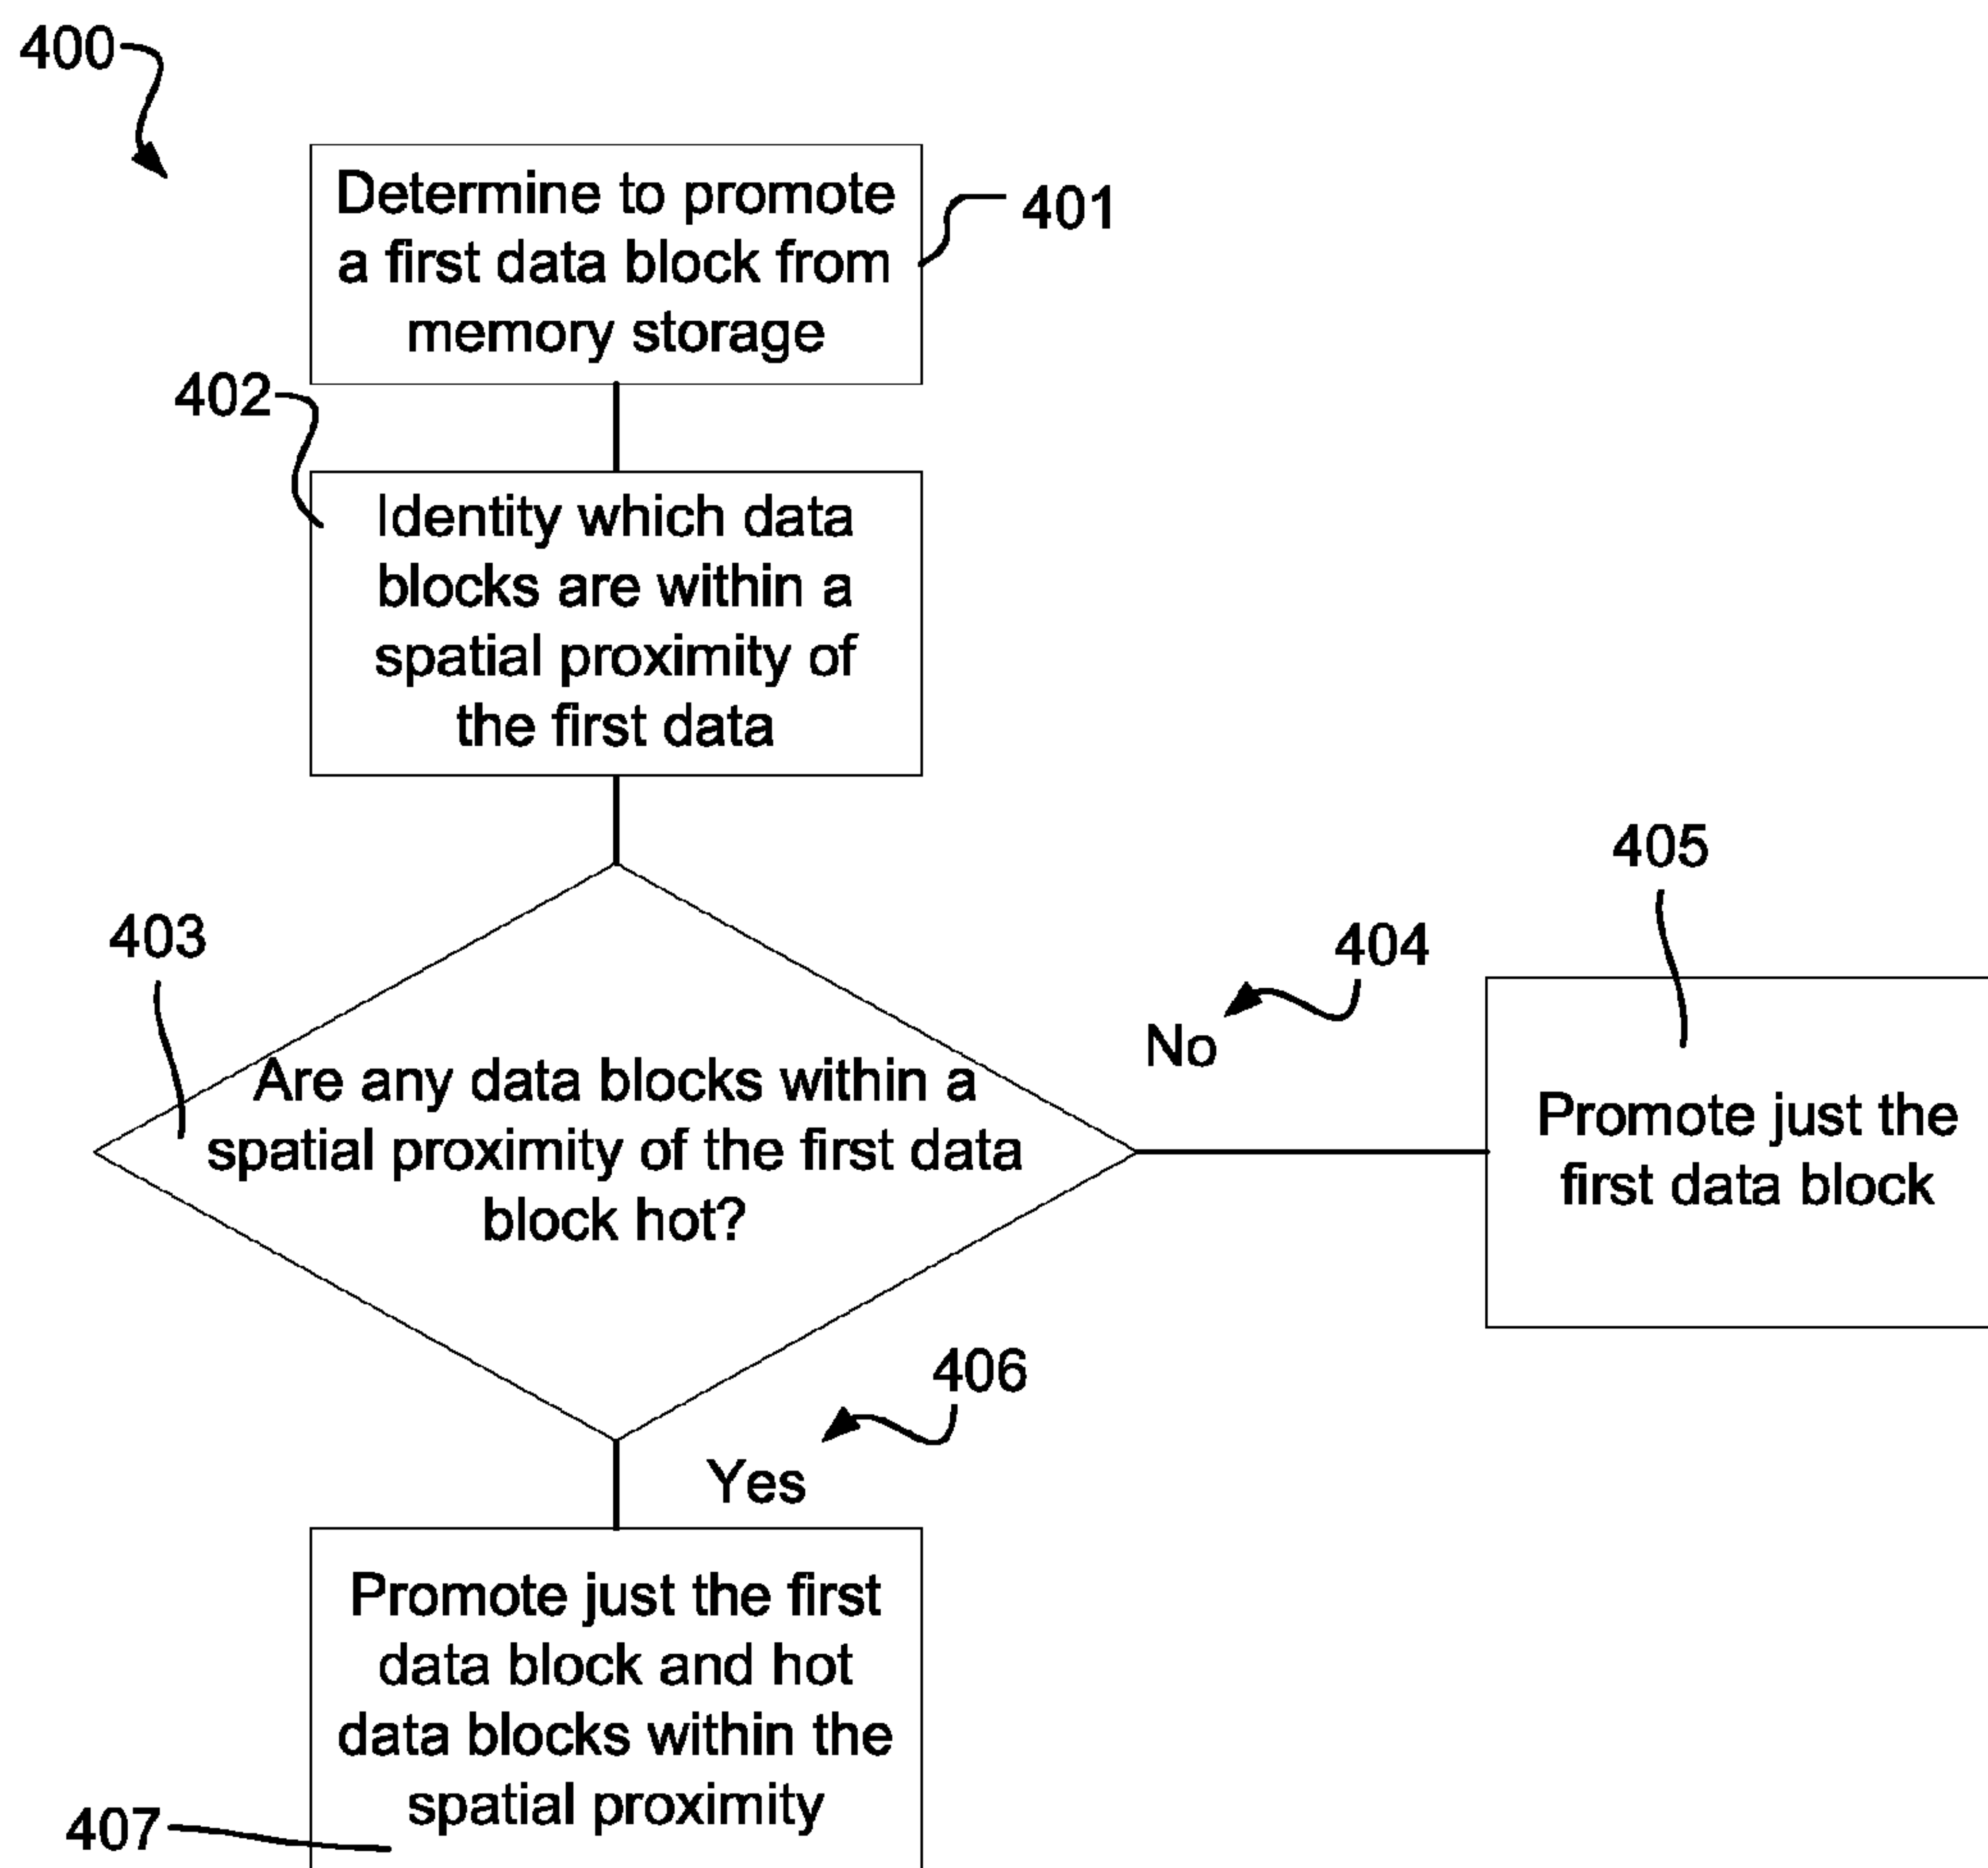 400
Determine to promote
a first data block from
memory storage
401
402
Identity which data
blocks are within a
spatial proximity of
the first data
403
Are any data blocks within a
spatial proximity of the first data
block hot?
No
404
405
Promote just the
first data block
406
Yes
Promote just the first
data block and hot
data blocks within the
spatial proximity
407